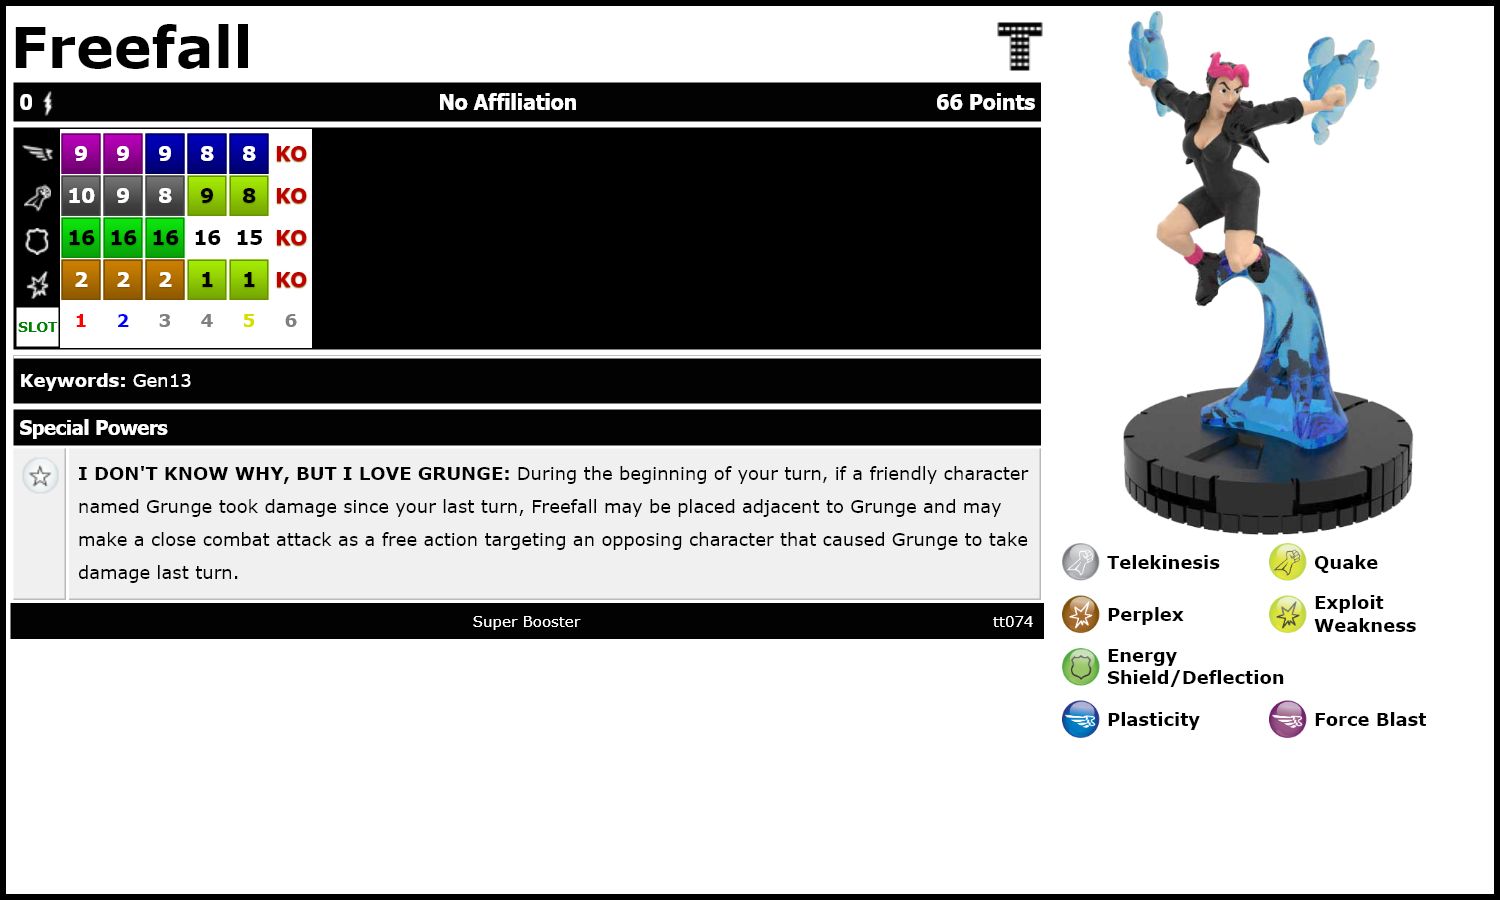 Freefall
T
0 No Affiliation 66 Points
9 9 9 8 8 KO
10 9 8 9 8 KO
16 16 16 16 15 KO
2 2 2 1 1 KO
SLOT 1 2 3 4 5 6
Keywords: Gen13
Special Powers
I DON'T KNOW WHY, BUT I LOVE GRUNGE: During the beginning of your turn, if a friendly character
named Grunge took damage since your last turn, Freefall may be placed adjacent to Grunge and may
make a close combat attack as a free action targeting an opposing character that caused Grunge to take
damage last turn.
Super Booster tt074
Telekinesis
Quake
Perplex
Exploit
Weakness
Energy
Shield/Deflection
Plasticity
Force Blast